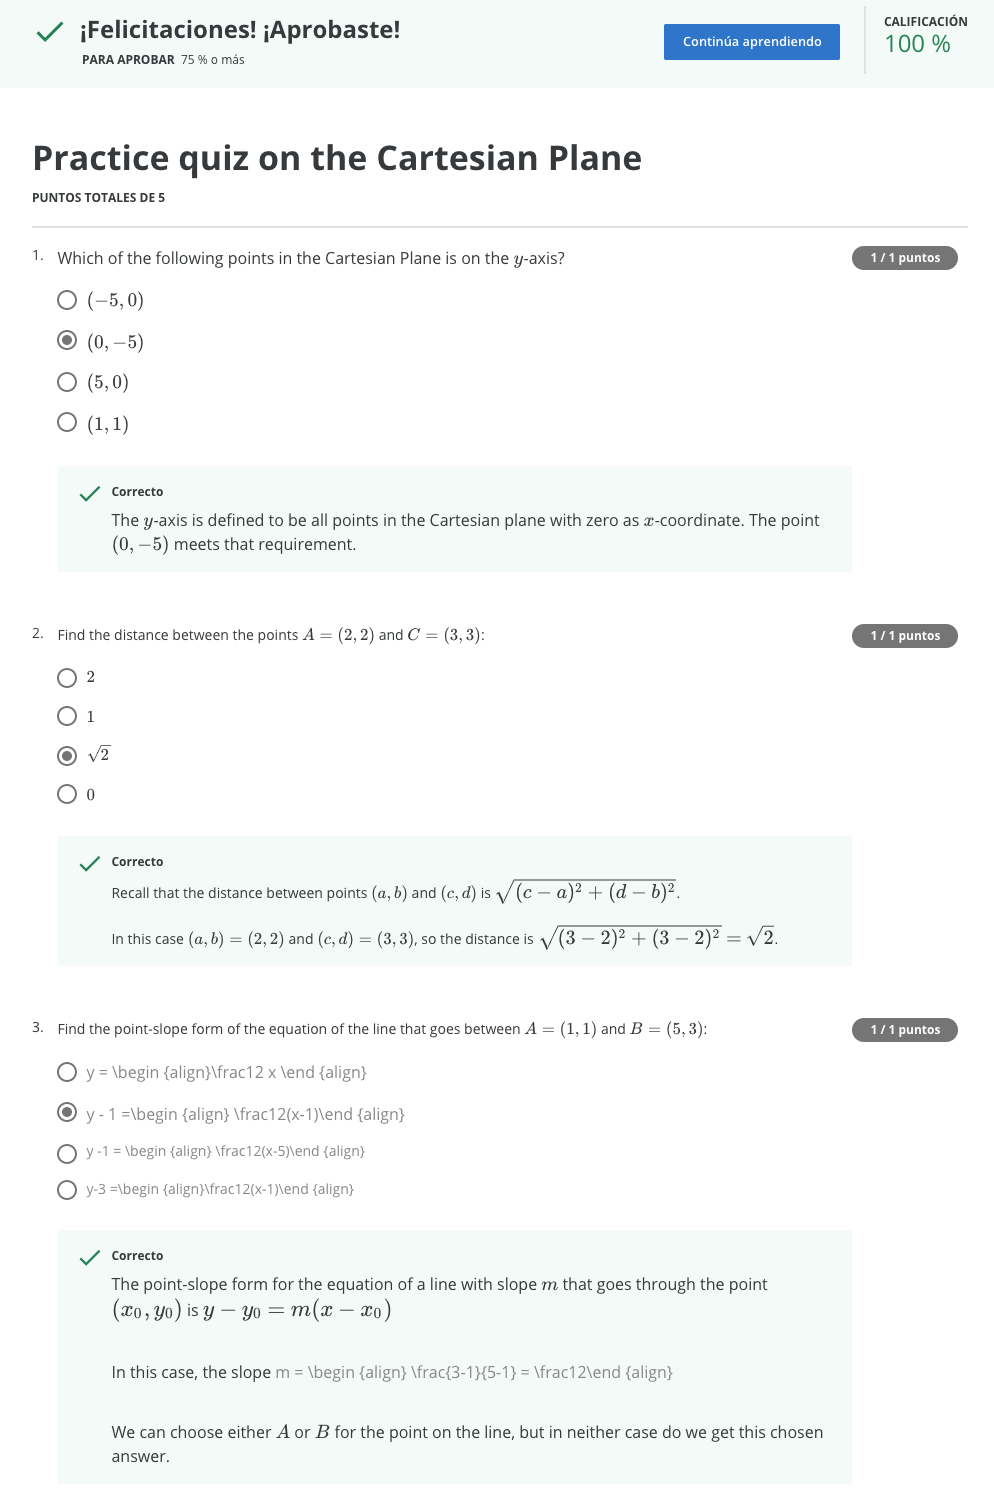 ¡Felicitaciones! ¡Aprobaste!
PARA APROBAR 75 % o más
Continúa aprendiendo
CALIFICACIÓN
100 %
Practice quiz on the Cartesian Plane
PUNTOS TOTALES DE 5
1. Which of the following points in the Cartesian Plane is on the y-axis?
1 / 1 puntos
(−5, 0)
(0, −5)
(5, 0)
(1, 1)
Correcto
The y-axis is defined to be all points in the Cartesian plane with zero as x-coordinate. The point
(0, −5) meets that requirement.
2. Find the distance between the points A = (2, 2) and C = (3, 3):
1 / 1 puntos
2
1
√2
0
Correcto
Recall that the distance between points (a, b) and (c, d) is √((c − a)² + (d − b)²).
In this case (a, b) = (2, 2) and (c, d) = (3, 3), so the distance is √((3 − 2)² + (3 − 2)²) = √2.
3. Find the point-slope form of the equation of the line that goes between A = (1, 1) and B = (5, 3):
1 / 1 puntos
y = \begin {align}\frac12 x \end {align}
y - 1 =\begin {align} \frac12(x-1)\end {align}
y -1 = \begin {align} \frac12(x-5)\end {align}
y-3 =\begin {align}\frac12(x-1)\end {align}
Correcto
The point-slope form for the equation of a line with slope m that goes through the point
(x₀, y₀) is y − y₀ = m(x − x₀)
In this case, the slope m = \begin {align} \frac{3-1}{5-1} = \frac12\end {align}
We can choose either A or B for the point on the line, but in neither case do we get this chosen
answer.